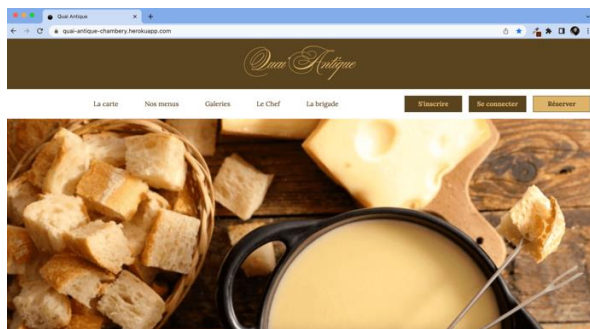 Quai Antique
quai-antique-chambery.herokuapp.com
Quai Antique
La carte Nos menus Galeries Le Chef La brigade S'inscrire Se connecter Réserver